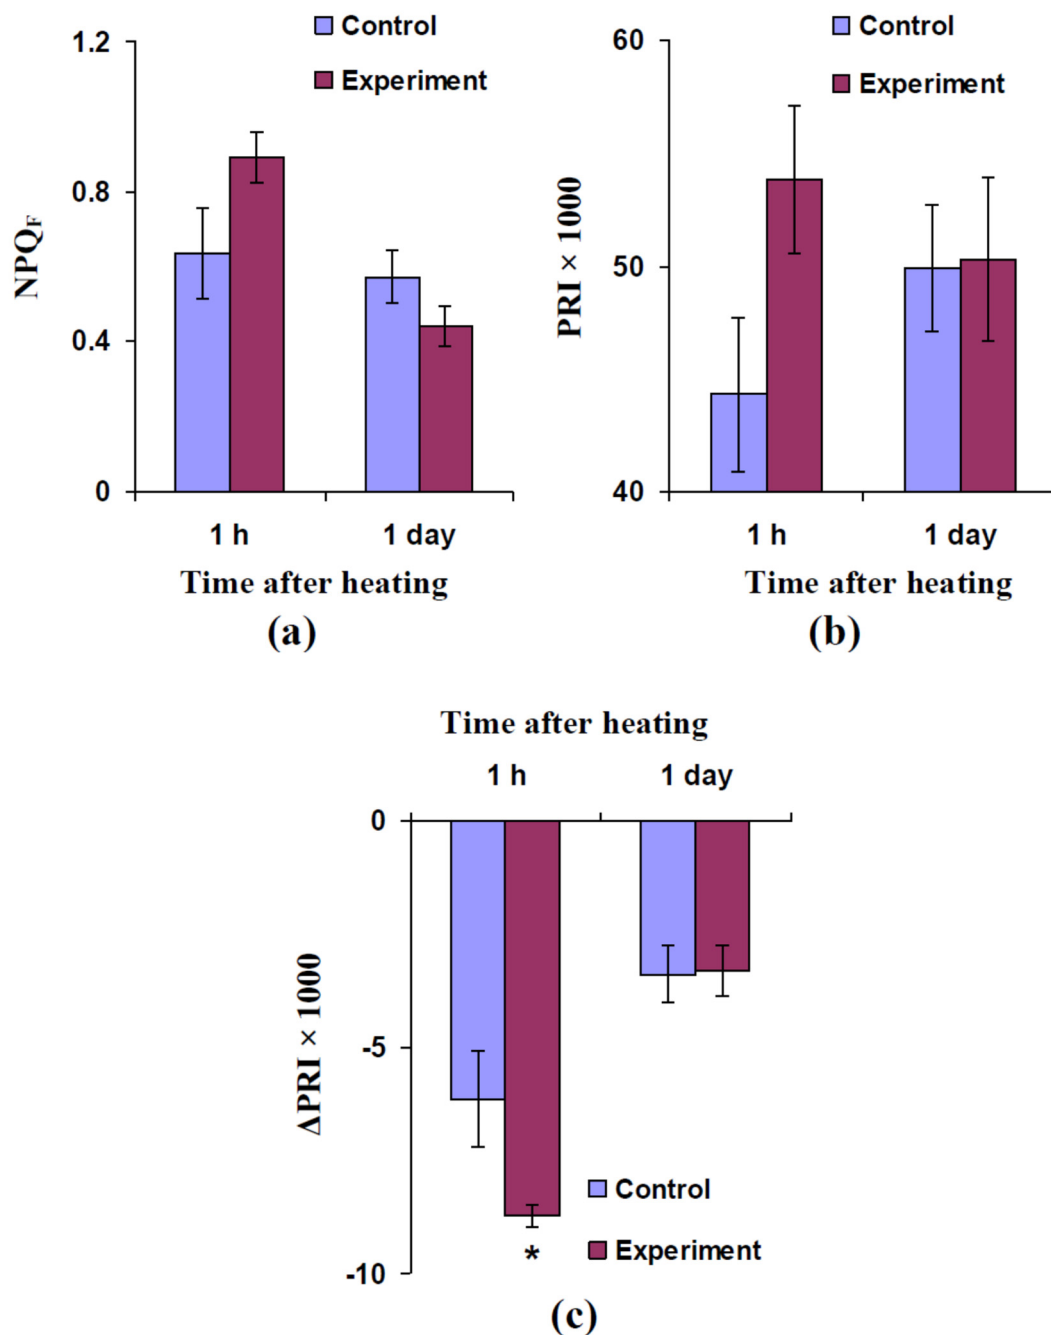 Control
Experiment
1.2
0.8
0.4
0
NPQF
1 h
1 day
Time after heating
(a)
Control
Experiment
60
50
40
PRI × 1000
1 h
1 day
Time after heating
(b)
Time after heating
1 h
1 day
0
-5
-10
ΔPRI × 1000
Control
Experiment
*
(c)